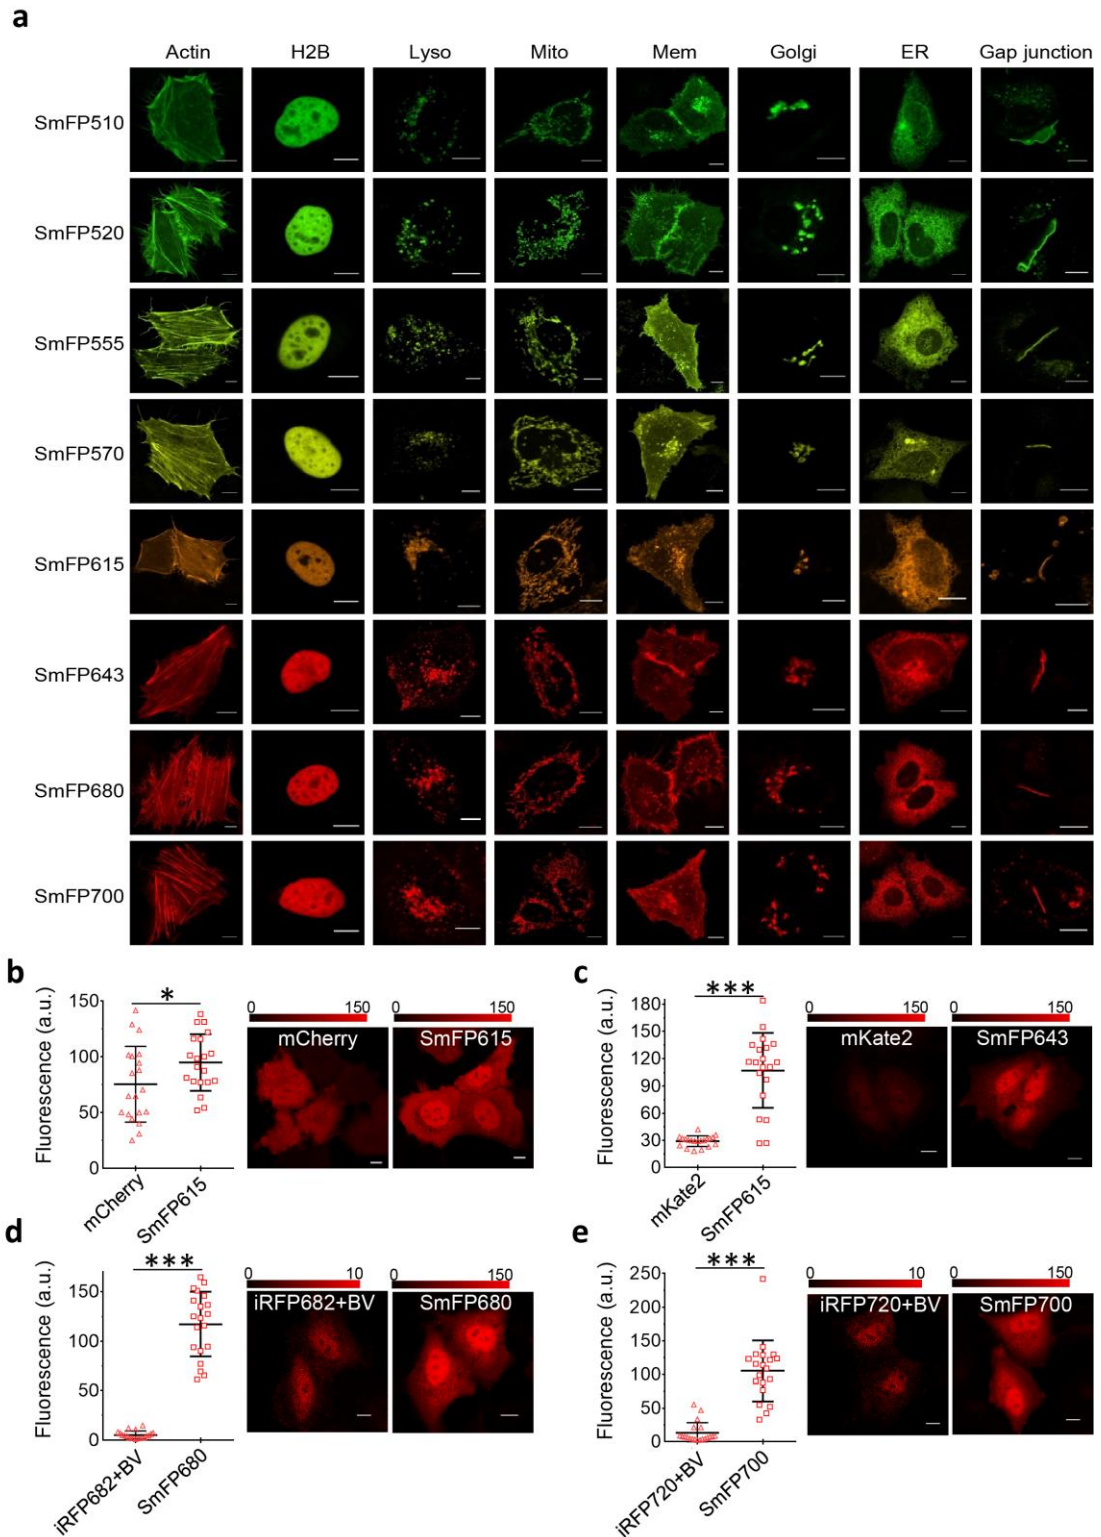 a
Actin H2B Lyso Mito Mem Golgi ER Gap junction
SmFP510
SmFP520
SmFP555
SmFP570
SmFP615
SmFP643
SmFP680
SmFP700
b
Fluorescence (a.u.)
150
100
50
0
*
mCherry
SmFP615
0 150
mCherry
0 150
SmFP615
c
Fluorescence (a.u.)
180
150
120
90
60
30
0
***
mKate2
SmFP615
0 150
mKate2
0 150
SmFP643
d
Fluorescence (a.u.)
150
100
50
0
***
iRFP682+BV
SmFP680
0 10
iRFP682+BV
0 150
SmFP680
e
Fluorescence (a.u.)
250
200
150
100
50
0
***
iRFP720+BV
SmFP700
0 10
iRFP720+BV
0 150
SmFP700